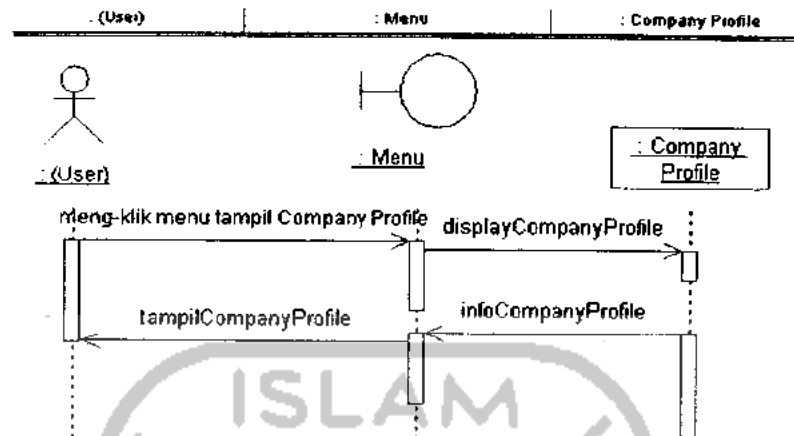 : (User) : Menu : Company Profile
: (User)
: Menu
: Company
Profile
meng-klik menu tampil Company Profile
displayCompanyProfile
tampilCompanyProfile
infoCompanyProfile
ISLAM